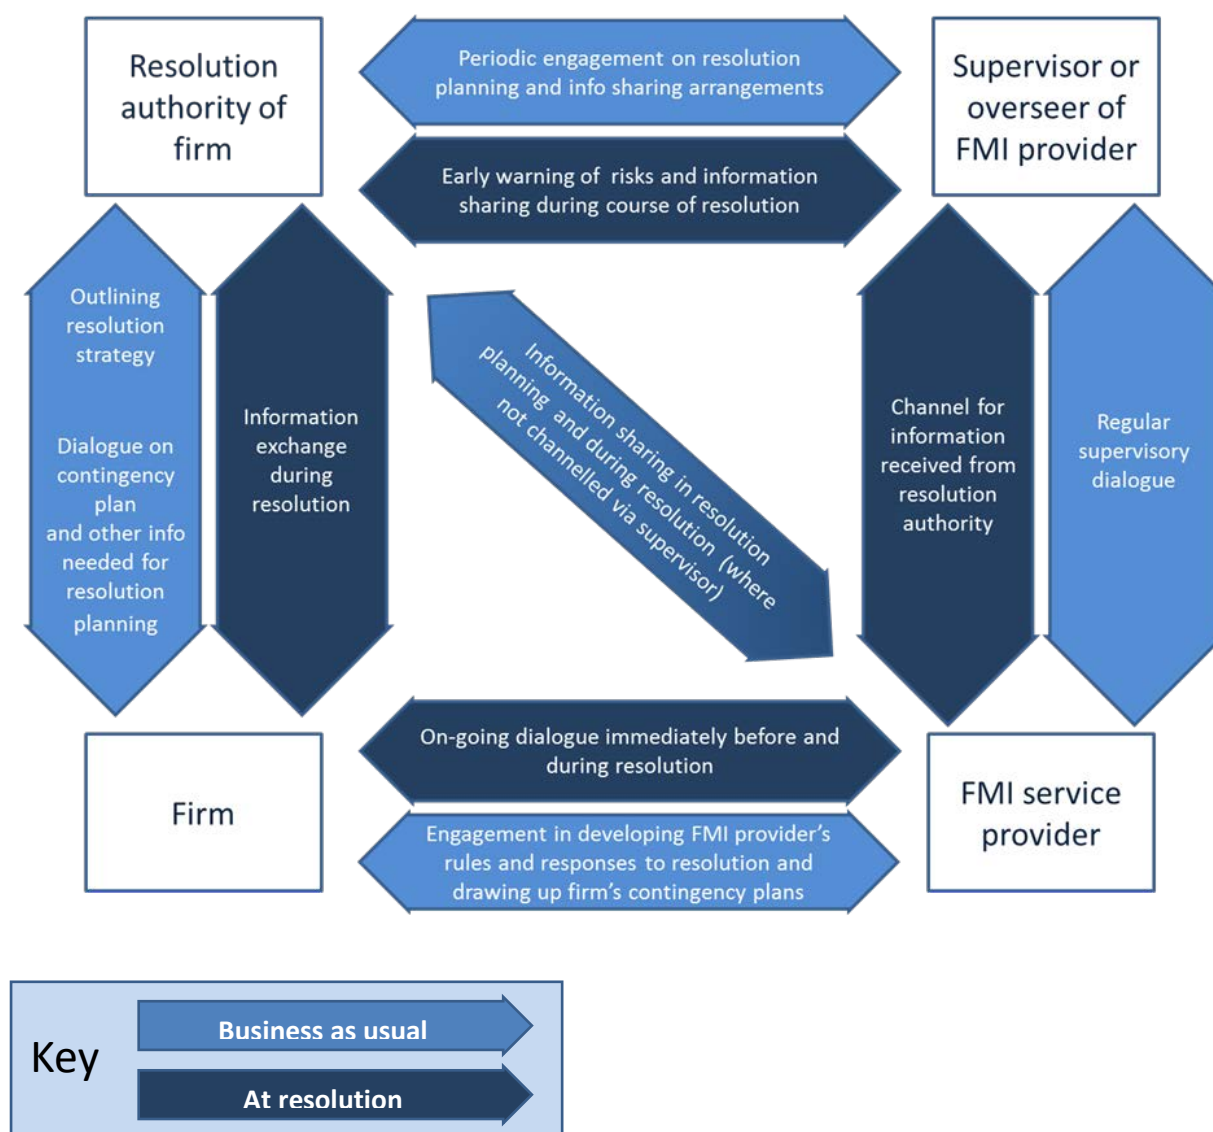 Resolution
authority of
firm
Periodic engagement on resolution
planning and info sharing arrangements
Supervisor or
overseer of
FMI provider
Early warning of risks and information
sharing during course of resolution
Outlining
resolution
strategy
Dialogue on
contingency
plan
and other info
needed for
resolution
planning
Information
exchange
during
resolution
Information sharing in resolution
planning and during resolution (where
not channelled via supervisor)
Channel for
information
received from
resolution
authority
Regular
supervisory
dialogue
Firm
On-going dialogue immediately before and
during resolution
Engagement in developing FMI provider's
rules and responses to resolution and
drawing up firm's contingency plans
FMI service
provider
Key
Business as usual
At resolution